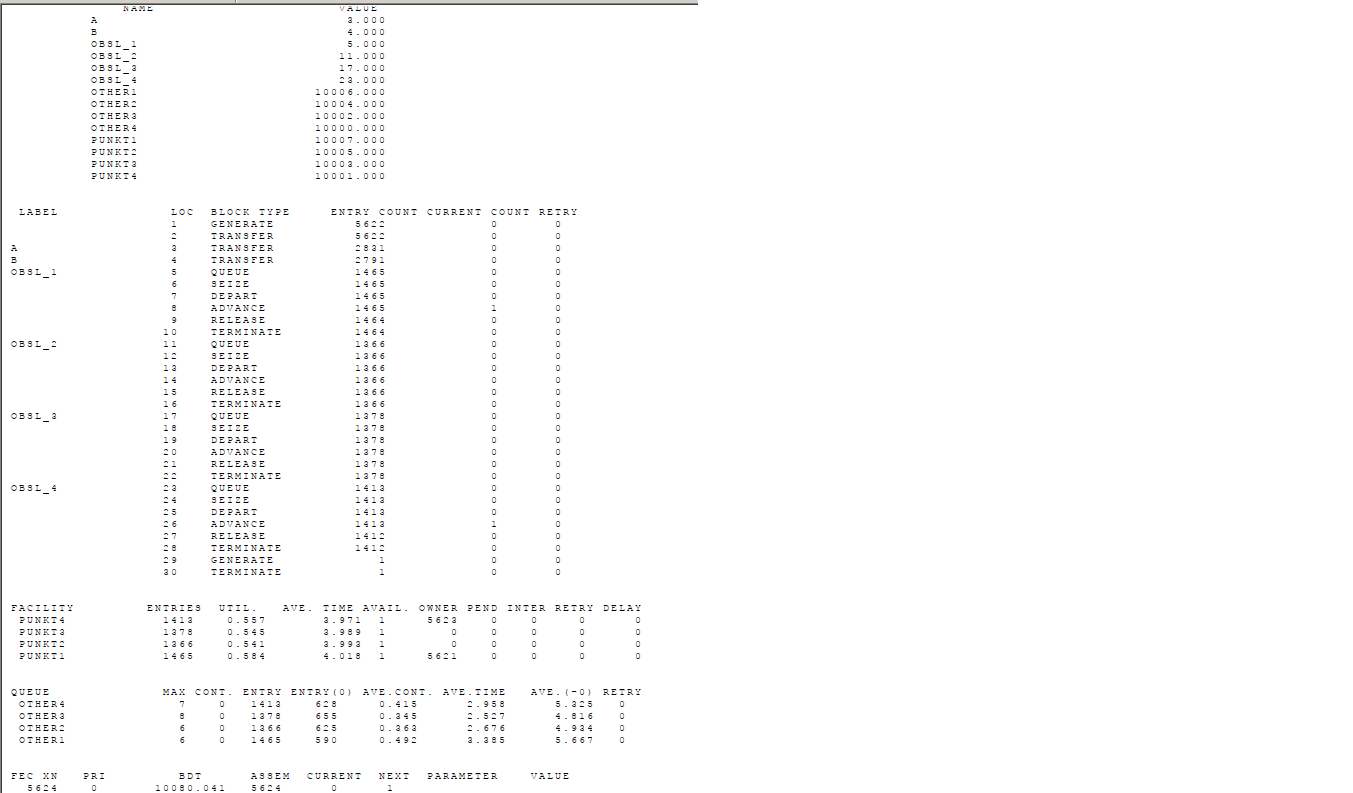 NAME VALUE
A 3.000
B 4.000
OBSL_1 5.000
OBSL_2 11.000
OBSL_3 17.000
OBSL_4 23.000
OTHER1 10006.000
OTHER2 10004.000
OTHER3 10002.000
OTHER4 10000.000
PUNKT1 10007.000
PUNKT2 10005.000
PUNKT3 10003.000
PUNKT4 10001.000
LABEL LOC BLOCK TYPE ENTRY COUNT CURRENT COUNT RETRY
1 GENERATE 5622 0 0
2 TRANSFER 5622 0 0
A 3 TRANSFER 2831 0 0
B 4 TRANSFER 2791 0 0
OBSL_1 5 QUEUE 1465 0 0
6 SEIZE 1465 0 0
7 DEPART 1465 0 0
8 ADVANCE 1465 1 0
9 RELEASE 1464 0 0
10 TERMINATE 1464 0 0
OBSL_2 11 QUEUE 1366 0 0
12 SEIZE 1366 0 0
13 DEPART 1366 0 0
14 ADVANCE 1366 0 0
15 RELEASE 1366 0 0
16 TERMINATE 1366 0 0
OBSL_3 17 QUEUE 1378 0 0
18 SEIZE 1378 0 0
19 DEPART 1378 0 0
20 ADVANCE 1378 0 0
21 RELEASE 1378 0 0
22 TERMINATE 1378 0 0
OBSL_4 23 QUEUE 1413 0 0
24 SEIZE 1413 0 0
25 DEPART 1413 0 0
26 ADVANCE 1413 1 0
27 RELEASE 1412 0 0
28 TERMINATE 1412 0 0
29 GENERATE 1 0 0
30 TERMINATE 1 0 0
FACILITY ENTRIES UTIL. AVE. TIME AVAIL. OWNER PEND INTER RETRY DELAY
PUNKT4 1413 0.557 3.971 1 5623 0 0 0 0
PUNKT3 1378 0.545 3.989 1 0 0 0 0 0
PUNKT2 1366 0.541 3.993 1 0 0 0 0 0
PUNKT1 1465 0.584 4.018 1 5621 0 0 0 0
QUEUE MAX CONT. ENTRY ENTRY(0) AVE.CONT. AVE.TIME AVE.(-0) RETRY
OTHER4 7 0 1413 628 0.415 2.958 5.325 0
OTHER3 8 0 1378 655 0.345 2.527 4.816 0
OTHER2 6 0 1366 625 0.363 2.676 4.934 0
OTHER1 6 0 1465 590 0.492 3.385 5.667 0
FEC XN PRI BDT ASSEM CURRENT NEXT PARAMETER VALUE
5624 0 10080.041 5624 0 1